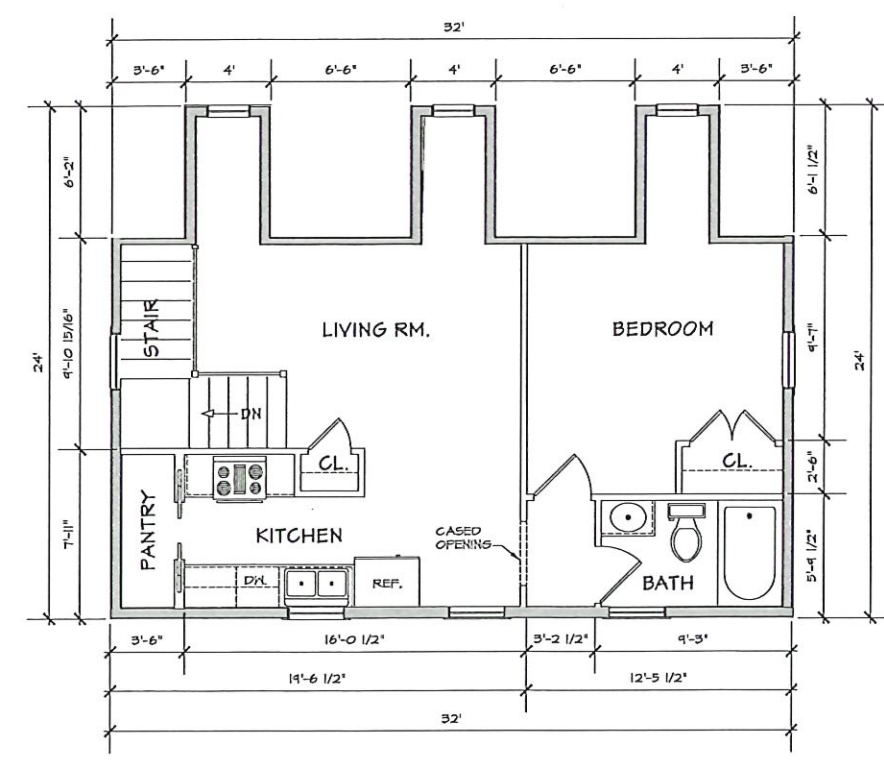 32'
3'-6" 4' 6'-6" 4' 6'-6" 4' 3'-6"
6'-2"
6'-1 1/2"
STAIR
LIVING RM.
BEDROOM
9'-10 15/16"
9'-7"
24'
24'
DN
CL.
CL.
2'-6"
PANTRY
KITCHEN
CASED
OPENING
7'-11"
5'-9 1/2"
DW.
REF.
BATH
3'-6" 16'-0 1/2" 3'-2 1/2" 9'-3"
19'-6 1/2" 12'-5 1/2"
32'